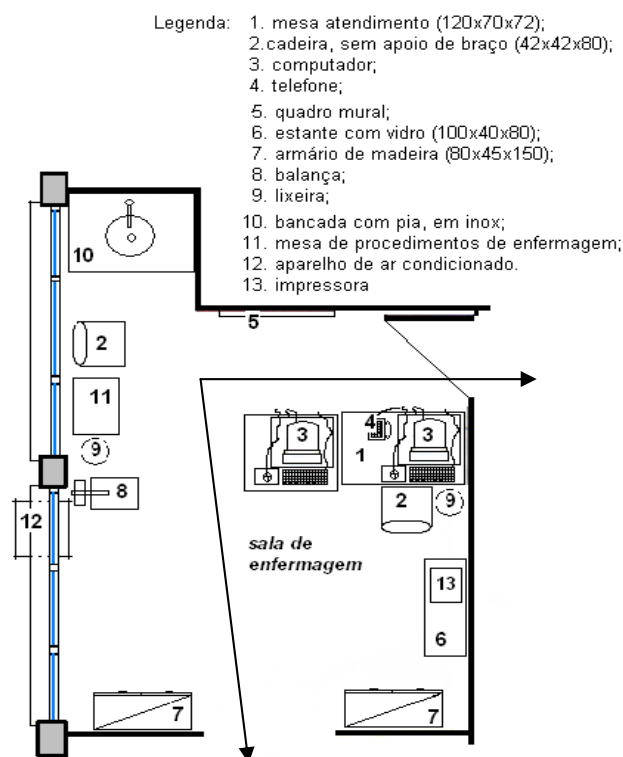 Legenda: 1. mesa atendimento (120x70x72);
2.cadeira, sem apoio de braço (42x42x80);
3. computador;
4. telefone;
5. quadro mural;
6. estante com vidro (100x40x80);
7. armário de madeira (80x45x150);
8. balança;
9. lixeira;
10. bancada com pia, em inox;
11. mesa de procedimentos de enfermagem;
12. aparelho de ar condicionado.
13. impressora
10
5
2
11
4
3
3
1
9
8
2
9
12
sala de
enfermagem
13
6
7
7